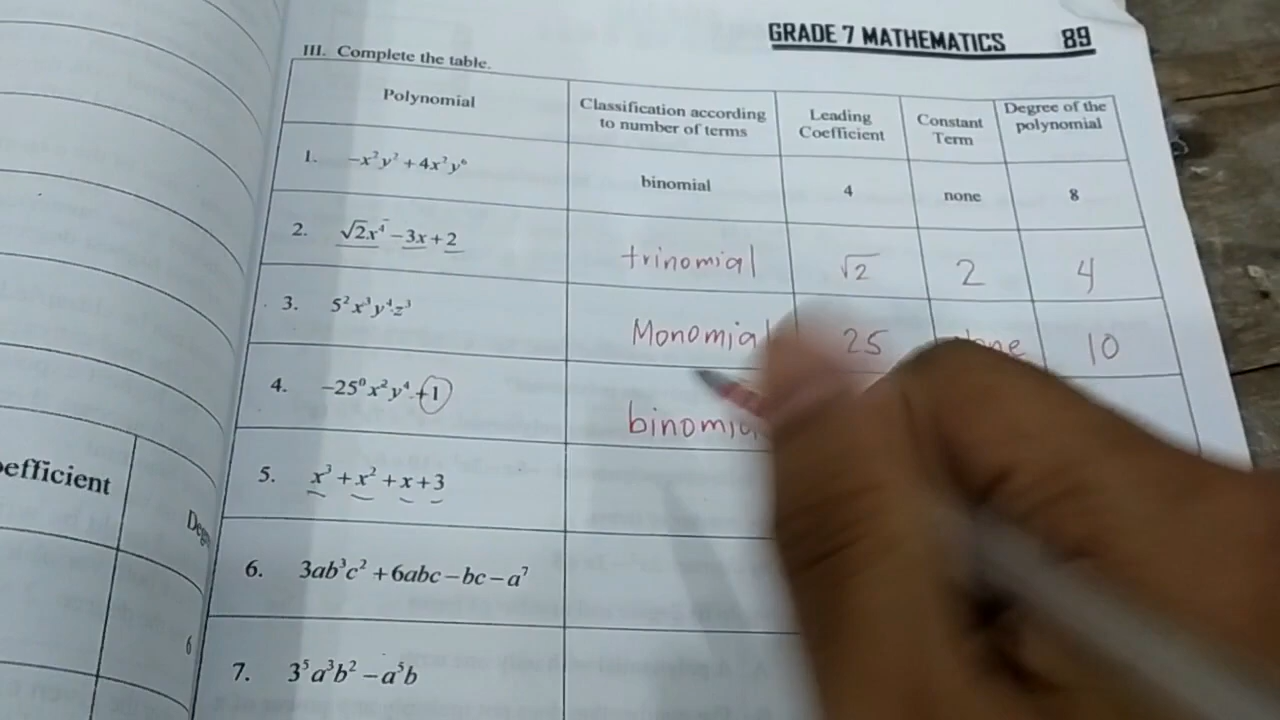 GRADE 7 MATHEMATICS 89
III. Complete the table.
Polynomial
Classification according
to number of terms
Leading
Coefficient
Constant
Term
Degree of the
polynomial
1. −x²y² + 4x²y⁶
binomial
4
none
8
2. √2x⁴ − 3x + 2
trinomial
√2
2
4
3. 5²x³y⁴z³
Monomial
25
10
4. −25⁰x²y⁴ + 1
5. x³ + x² + x + 3
6. 3ab³c² + 6abc − bc − a⁷
7. 3⁵a³b² − a⁵b
6